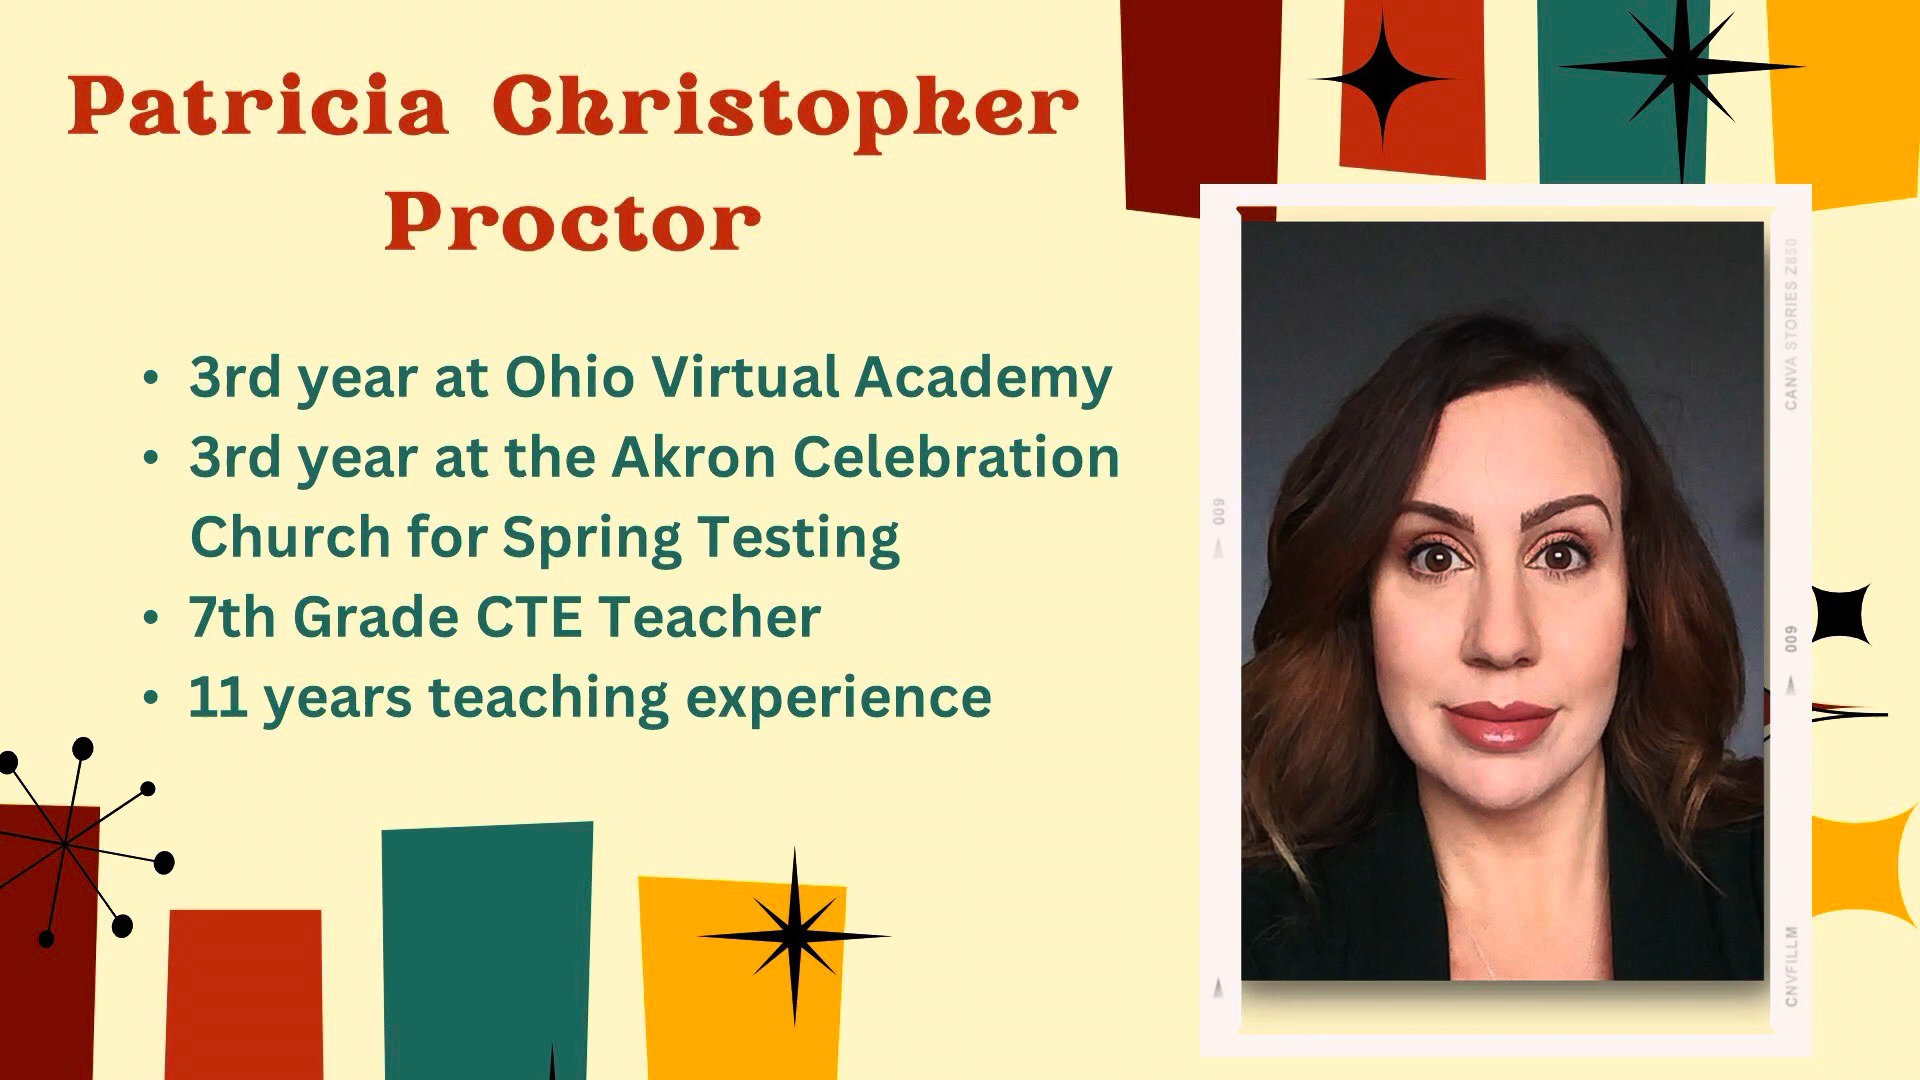 Patricia Christopher
Proctor
• 3rd year at Ohio Virtual Academy
• 3rd year at the Akron Celebration
Church for Spring Testing
• 7th Grade CTE Teacher
• 11 years teaching experience
CANVA STORIES Z850
009
009
CNVFILLM